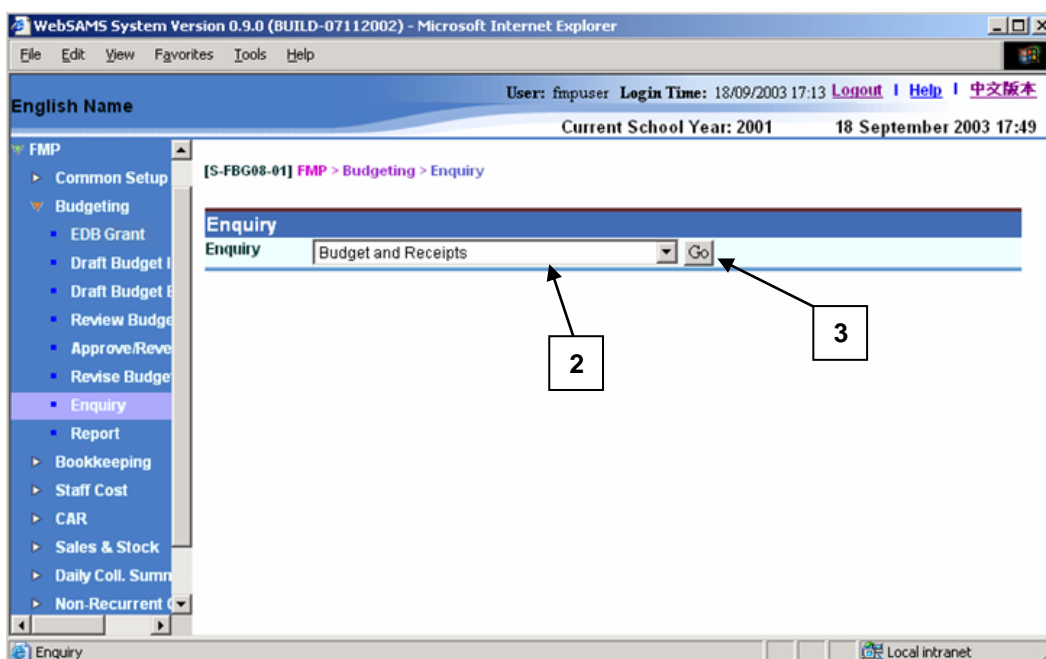 WebSAMS System Version 0.9.0 (BUILD-07112002) - Microsoft Internet Explorer
File Edit View Favorites Tools Help
User: fmpuser Login Time: 18/09/2003 17:13 Logout | Help | 中文版本
English Name
Current School Year: 2001 18 September 2003 17:49
FMP
Common Setup
Budgeting
EDB Grant
Draft Budget I
Draft Budget E
Review Budge
Approve/Reve
Revise Budge
Enquiry
Report
Bookkeeping
Staff Cost
CAR
Sales & Stock
Daily Coll. Summ
Non-Recurrent
[S-FBG08-01] FMP > Budgeting > Enquiry
Enquiry
Enquiry Budget and Receipts Go
2
3
Enquiry Local intranet